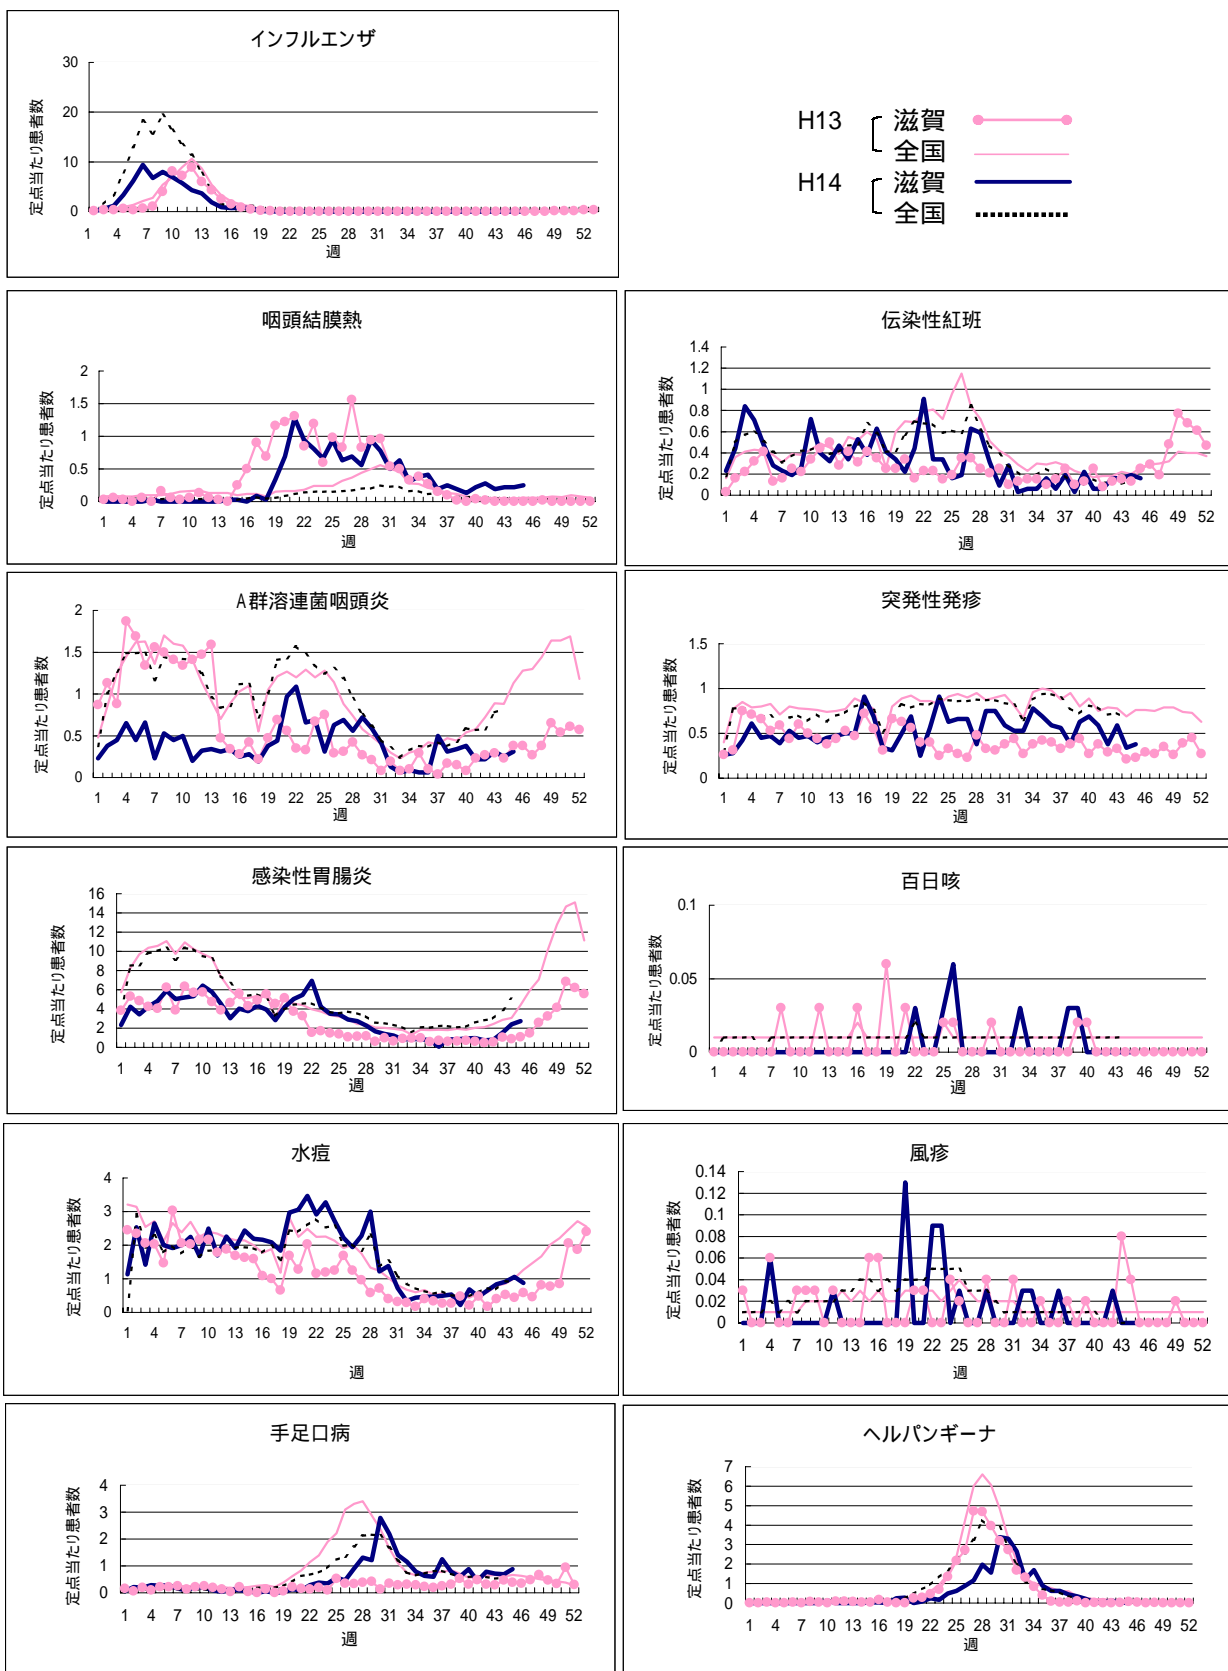 インフルエンザ
定点当たり患者数
30
20
10
0
1 4 7 10 13 16 19 22 25 28 31 34 37 40 43 46 49 52
週
H13 滋賀
全国
H14 滋賀
全国
咽頭結膜熱
定点当たり患者数
2
1.5
1
0.5
0
1 4 7 10 13 16 19 22 25 28 31 34 37 40 43 46 49 52
週
伝染性紅班
定点当たり患者数
1.4
1.2
1
0.8
0.6
0.4
0.2
0
1 4 7 10 13 16 19 22 25 28 31 34 37 40 43 46 49 52
週
A群溶連菌咽頭炎
定点当たり患者数
2
1.5
1
0.5
0
1 4 7 10 13 16 19 22 25 28 31 34 37 40 43 46 49 52
週
突発性発疹
定点当たり患者数
1.5
1
0.5
0
1 4 7 10 13 16 19 22 25 28 31 34 37 40 43 46 49 52
週
感染性胃腸炎
定点当たり患者数
16
14
12
10
8
6
4
2
0
1 4 7 10 13 16 19 22 25 28 31 34 37 40 43 46 49 52
週
百日咳
定点当たり患者数
0.1
0.05
0
1 4 7 10 13 16 19 22 25 28 31 34 37 40 43 46 49 52
週
水痘
定点当たり患者数
4
3
2
1
0
1 4 7 10 13 16 19 22 25 28 31 34 37 40 43 46 49 52
週
風疹
定点当たり患者数
0.14
0.12
0.1
0.08
0.06
0.04
0.02
0
1 4 7 10 13 16 19 22 25 28 31 34 37 40 43 46 49 52
週
手足口病
定点当たり患者数
4
3
2
1
0
1 4 7 10 13 16 19 22 25 28 31 34 37 40 43 46 49 52
週
ヘルパンギーナ
定点当たり患者数
7
6
5
4
3
2
1
0
1 4 7 10 13 16 19 22 25 28 31 34 37 40 43 46 49 52
週